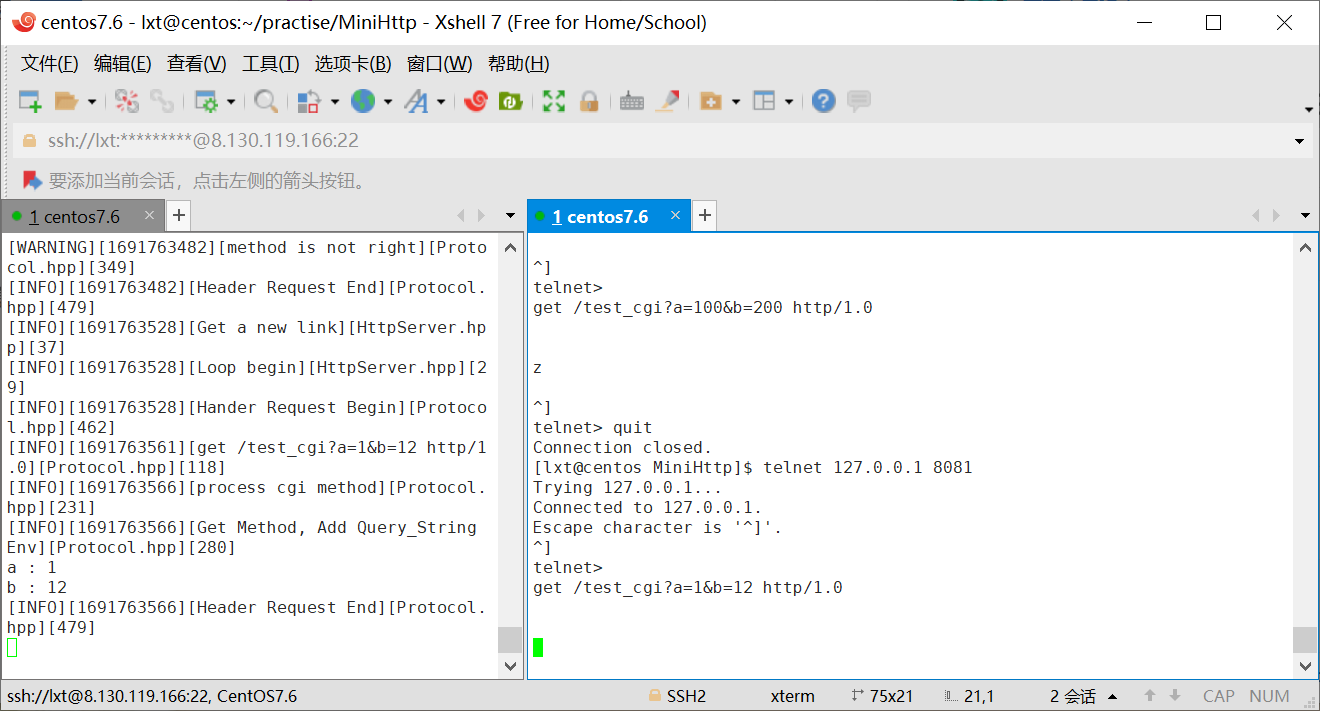 centos7.6 - lxt@centos:~/practise/MiniHttp - Xshell 7 (Free for Home/School)
文件(F) 编辑(E) 查看(V) 工具(T) 选项卡(B) 窗口(W) 帮助(H)
ssh://lxt:*********@8.130.119.166:22
要添加当前会话，点击左侧的箭头按钮。
1 centos7.6
[WARNING][1691763482][method is not right][Proto
col.hpp][349]
[INFO][1691763482][Header Request End][Protocol.
hpp][479]
[INFO][1691763528][Get a new link][HttpServer.hp
p][37]
[INFO][1691763528][Loop begin][HttpServer.hpp][2
9]
[INFO][1691763528][Hander Request Begin][Protoco
l.hpp][462]
[INFO][1691763561][get /test_cgi?a=1&b=12 http/1
.0][Protocol.hpp][118]
[INFO][1691763566][process cgi method][Protocol.
hpp][231]
[INFO][1691763566][Get Method, Add Query_String
Env][Protocol.hpp][280]
a : 1
b : 12
[INFO][1691763566][Header Request End][Protocol.
hpp][479]
1 centos7.6
^]
telnet>
get /test_cgi?a=100&b=200 http/1.0
z
^]
telnet> quit
Connection closed.
[lxt@centos MiniHttp]$ telnet 127.0.0.1 8081
Trying 127.0.0.1...
Connected to 127.0.0.1.
Escape character is '^]'.
^]
telnet>
get /test_cgi?a=1&b=12 http/1.0
ssh://lxt@8.130.119.166:22, CentOS7.6 SSH2 xterm 75x21 21,1 2 会话 CAP NUM